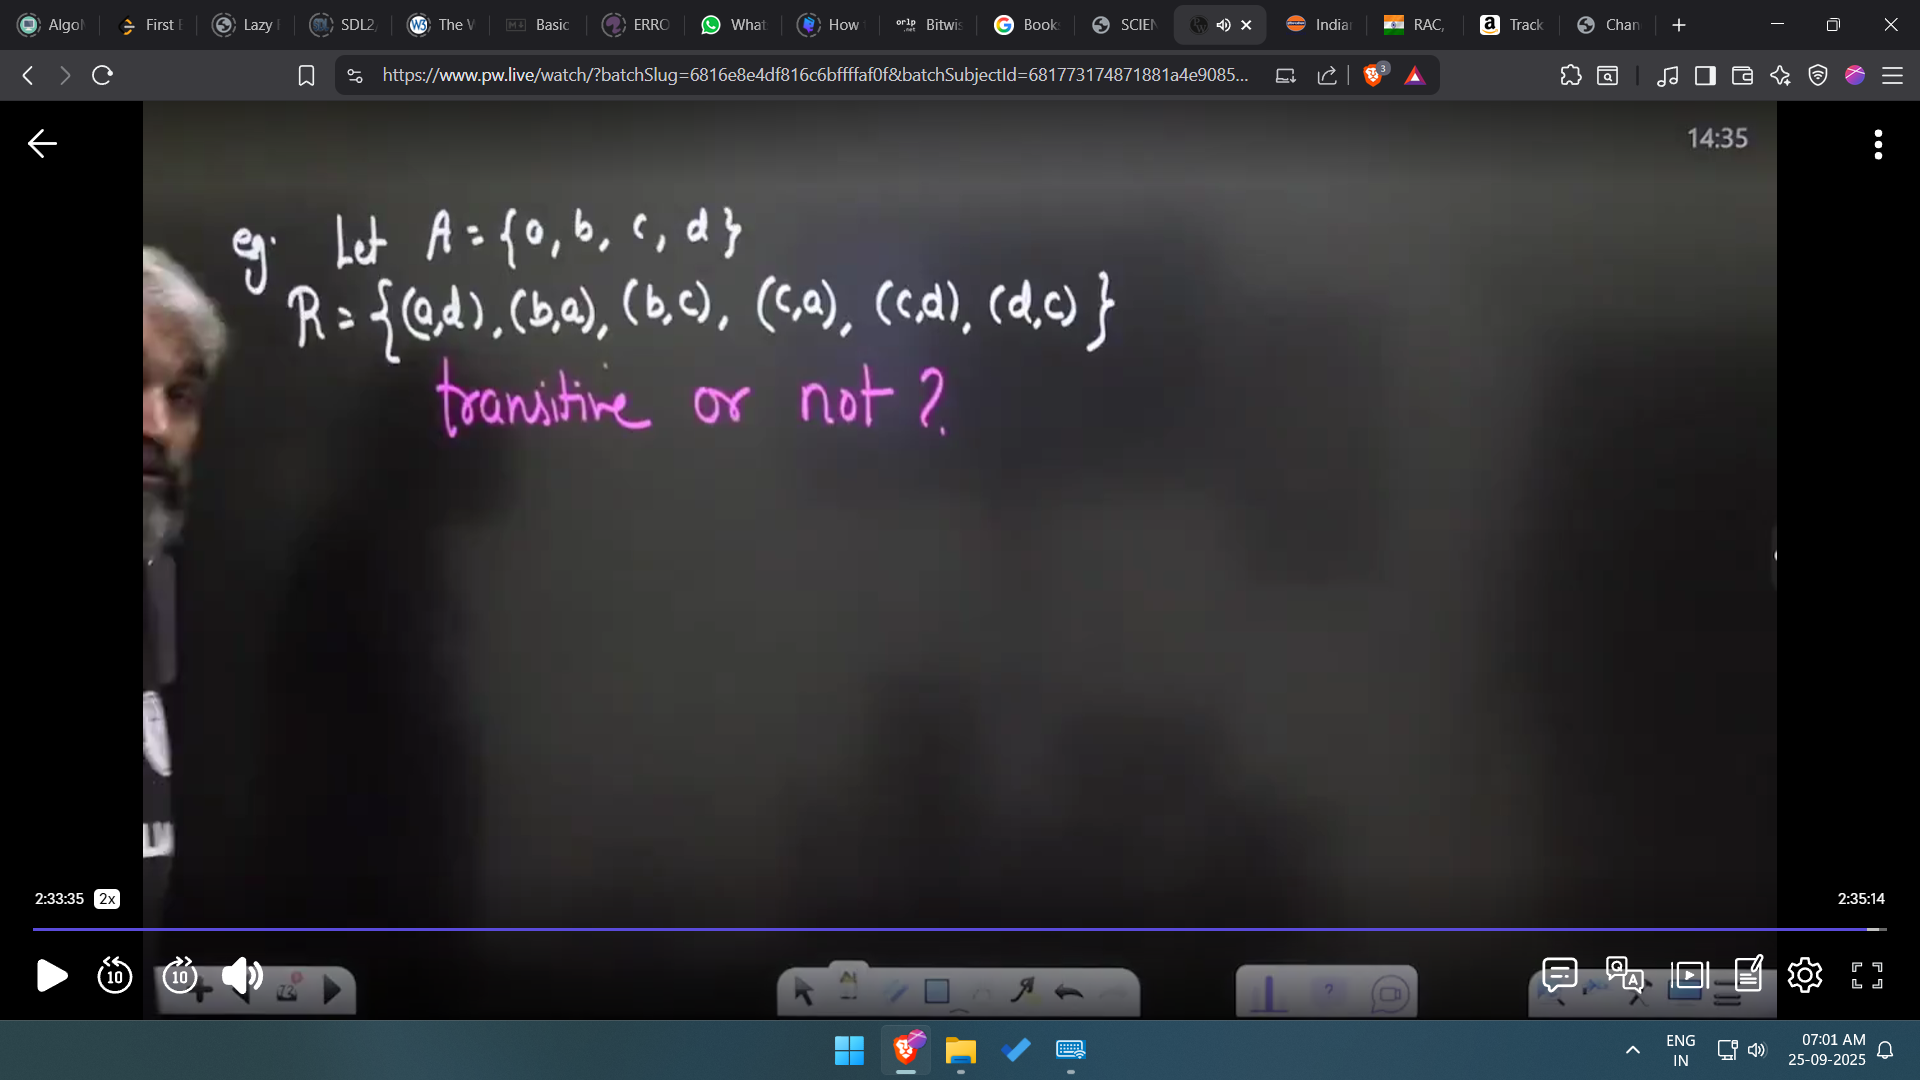 Algo
First E
Lazy
SDL2,
The V
Basic
ERRO
What
How
Bitwis
Book
SCIEN
India
RAC,
Track
Chan
https://www.pw.live/watch/?batchSlug=6816e8e4df816c6bffffaf0f&batchSubjectId=681773174871881a4e9085...
3
14:35
eg. Let A = {a, b, c, d}
R = {(a,d), (b,a), (b,c), (c,a), (c,d), (d,c)}
transitive or not?
2:33:35 2x
2:35:14
10
10
72
?
ENG
IN
07:01 AM
25-09-2025